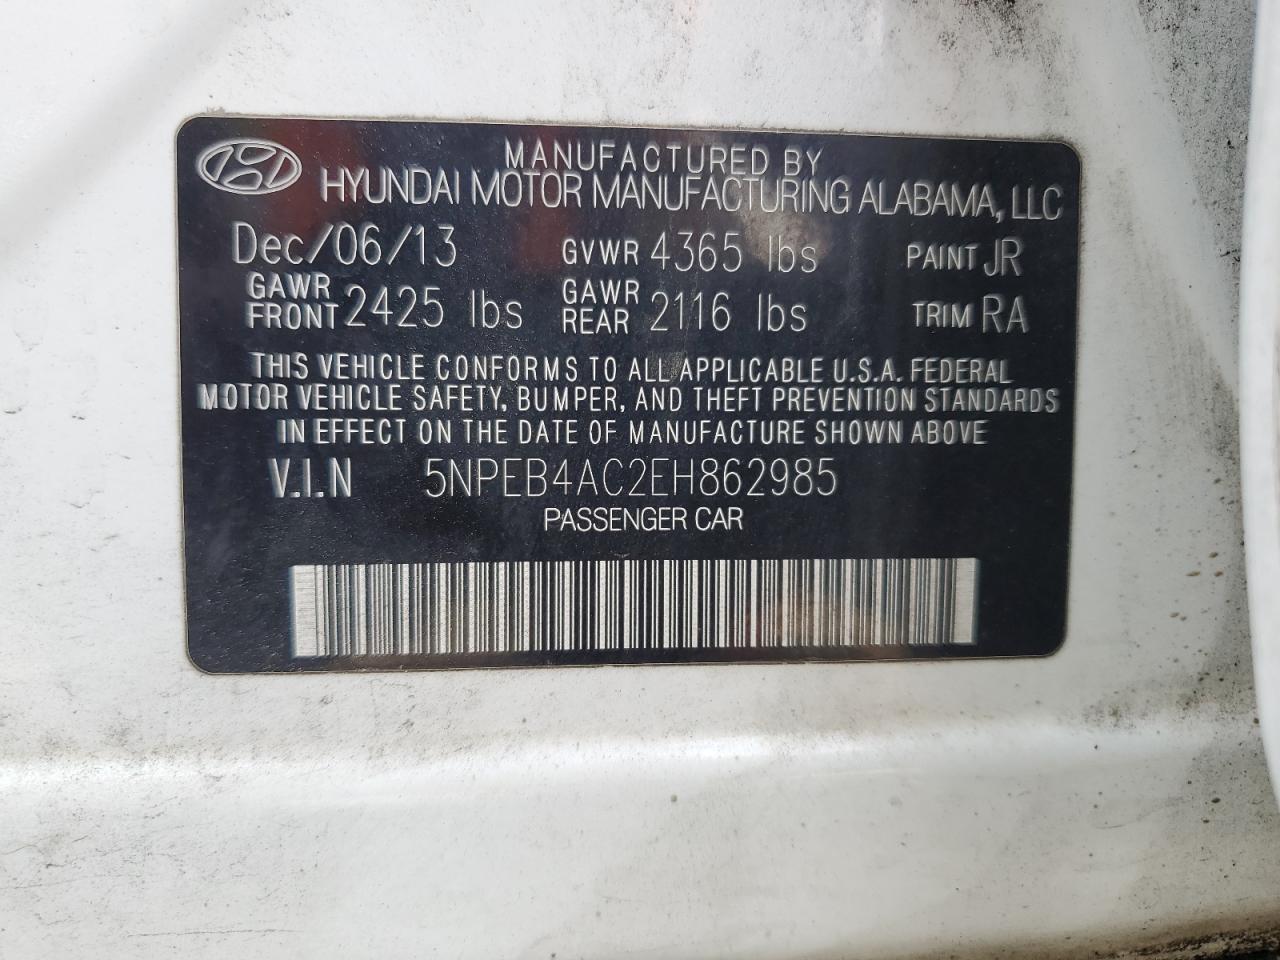 MANUFACTURED BY
HYUNDAI MOTOR MANUFACTURING ALABAMA, LLC
Dec/06/13 GVWR 4365 lbs PAINT JR
GAWR FRONT 2425 lbs GAWR REAR 2116 lbs TRIM RA
THIS VEHICLE CONFORMS TO ALL APPLICABLE U.S.A. FEDERAL
MOTOR VEHICLE SAFETY, BUMPER, AND THEFT PREVENTION STANDARDS
IN EFFECT ON THE DATE OF MANUFACTURE SHOWN ABOVE
V.I.N 5NPEB4AC2EH862985
PASSENGER CAR